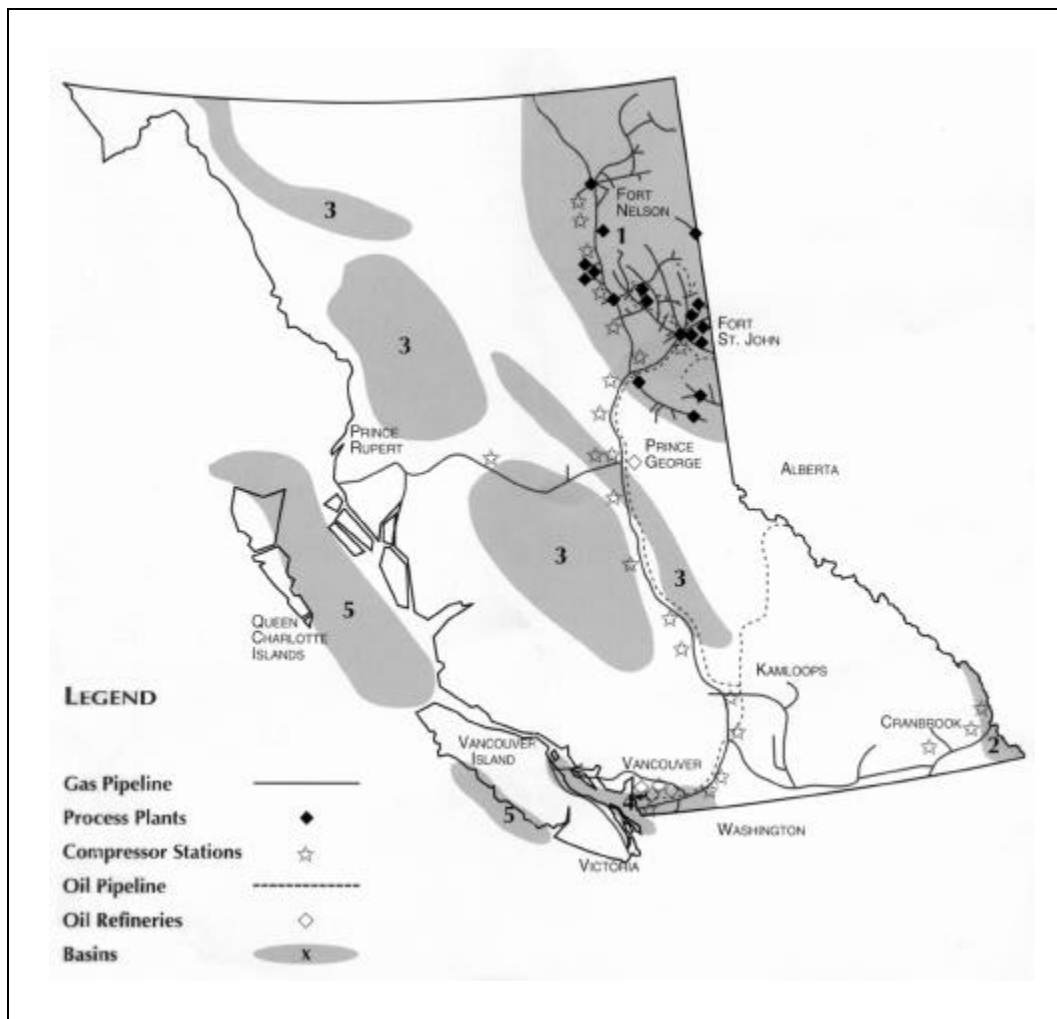 3
FORT
NELSON
1
3
FORT
ST. JOHN
PRINCE
RUPERT
PRINCE
GEORGE
ALBERTA
3
3
5
QUEEN
CHARLOTTE
ISLANDS
KAMLOOPS
CRANBROOK
2
VANCOUVER
ISLAND
VANCOUVER
4
5
WASHINGTON
VICTORIA
LEGEND
Gas Pipeline
Process Plants
Compressor Stations
Oil Pipeline
Oil Refineries
Basins x